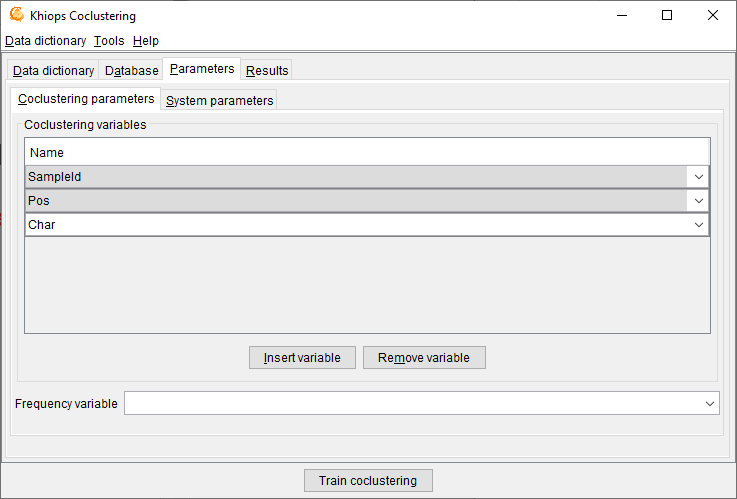 Khiops Coclustering
Data dictionary Tools Help
Data dictionary Database Parameters Results
Coclustering parameters System parameters
Coclustering variables
Name
SampleId
Pos
Char
Insert variable Remove variable
Frequency variable
Train coclustering